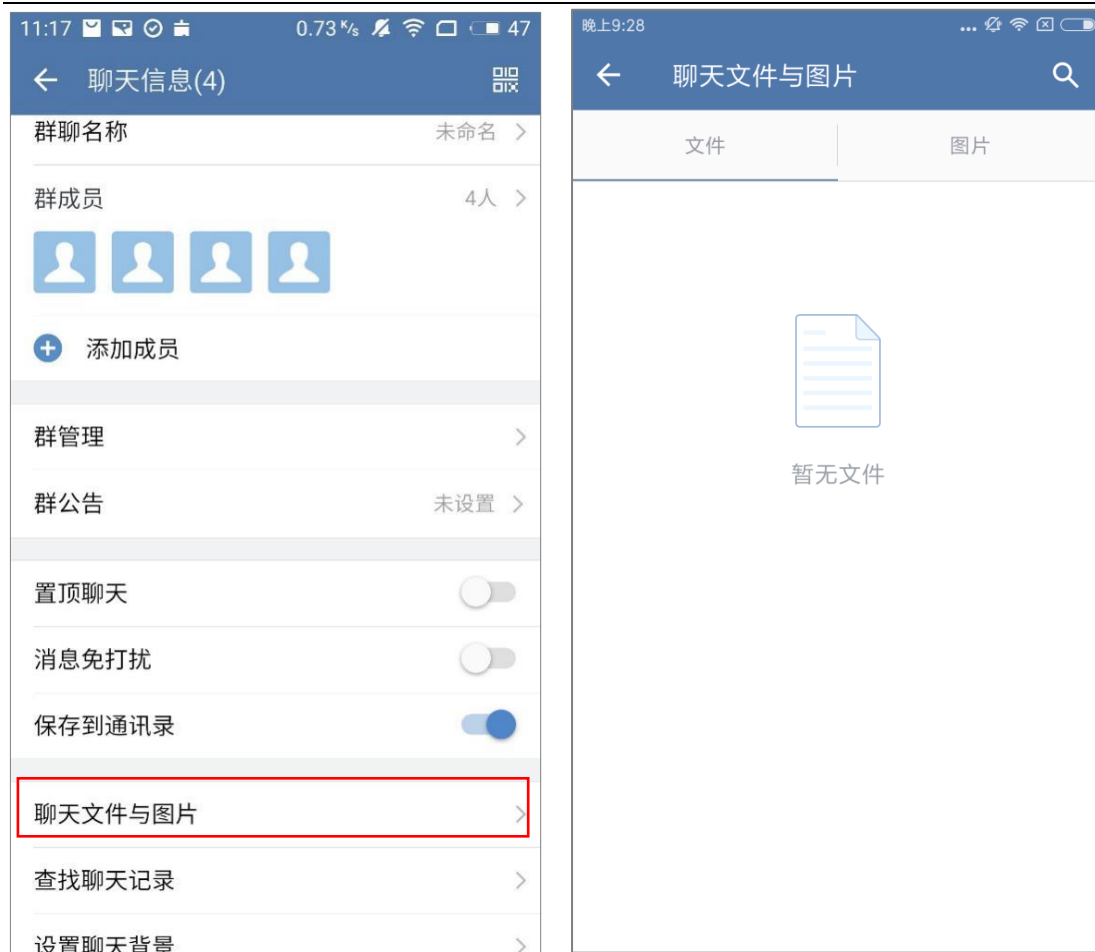 11:17 0.73 K/s 47
聊天信息(4)
群聊名称 未命名
群成员 4人
添加成员
群管理
群公告 未设置
置顶聊天
消息免打扰
保存到通讯录
聊天文件与图片
查找聊天记录
设置聊天背景
晚上9:28 ...
聊天文件与图片
文件 图片
暂无文件